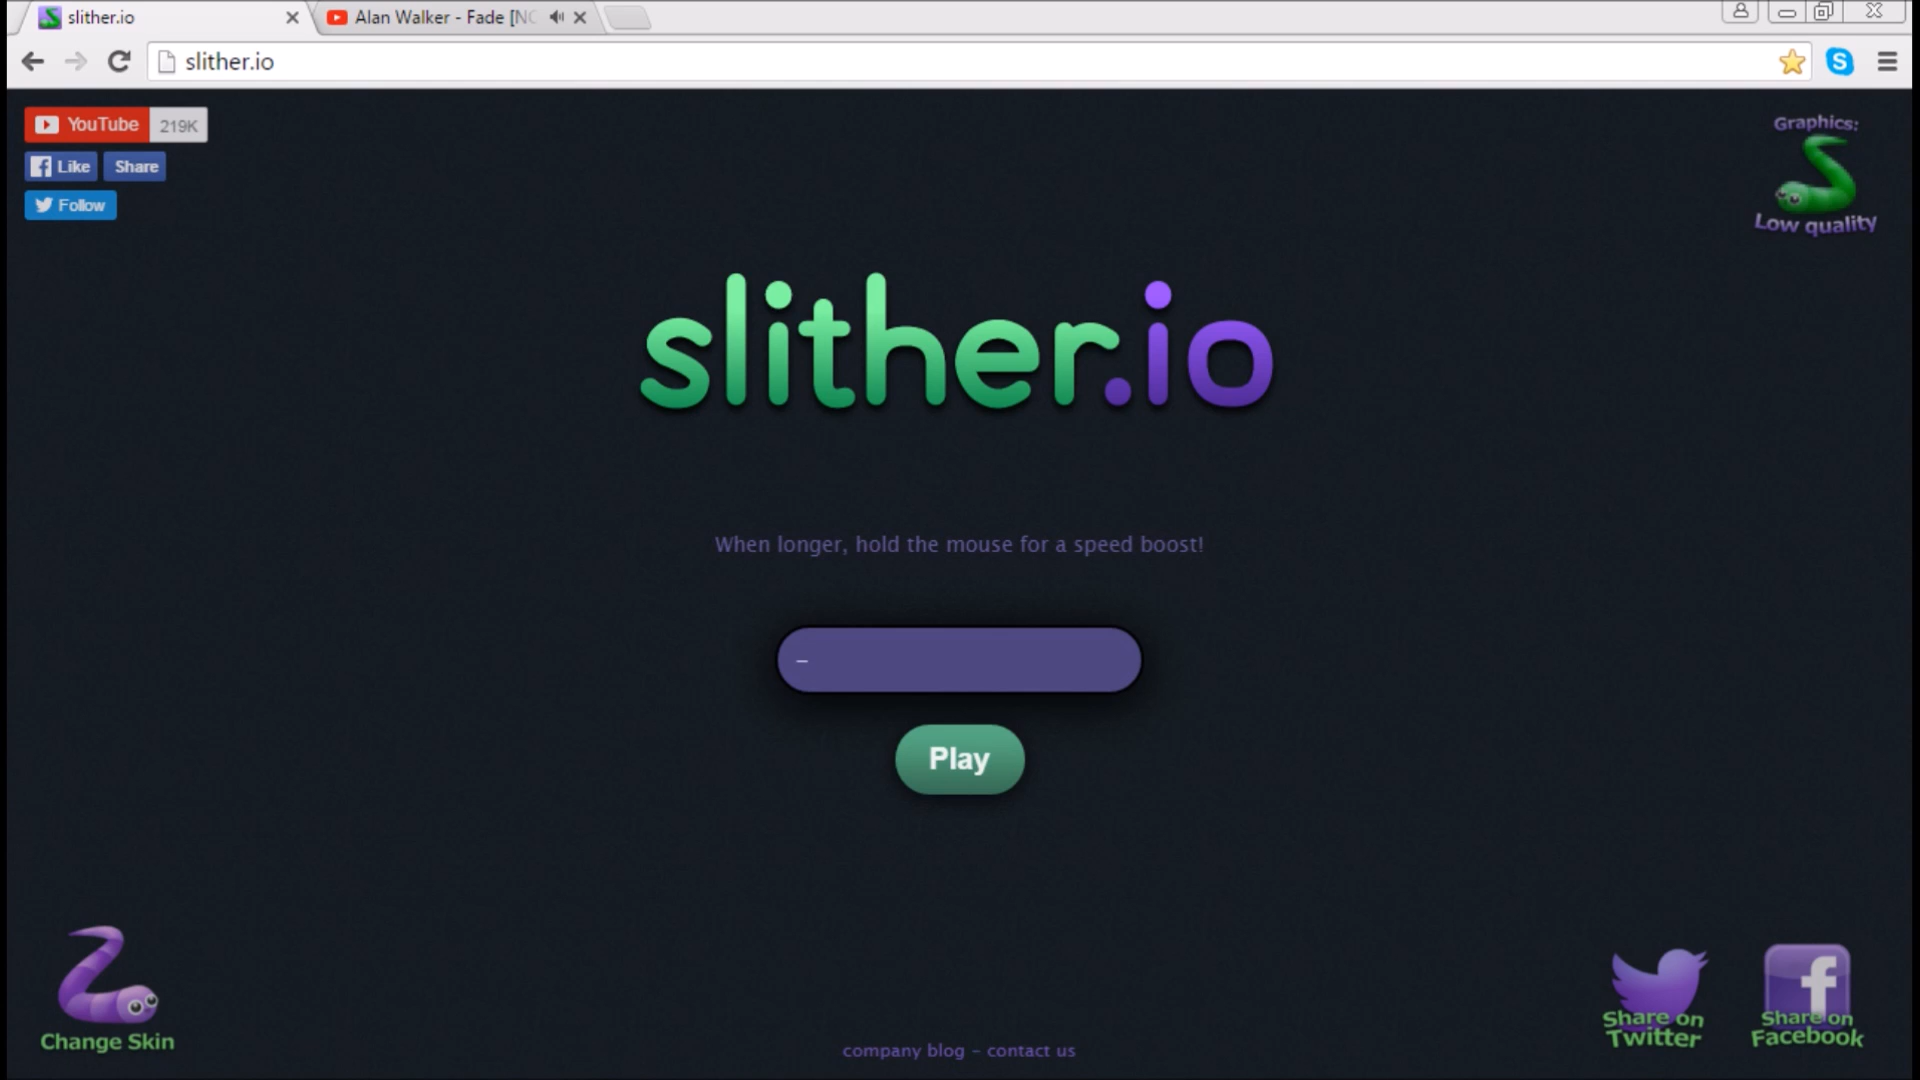 slither.io
Alan Walker - Fade [NC
slither.io
YouTube 219K
Like Share
Follow
Graphics:
Low quality
slither.io
When longer, hold the mouse for a speed boost!
–
Play
Change Skin
Share on Twitter
Share on Facebook
company blog – contact us